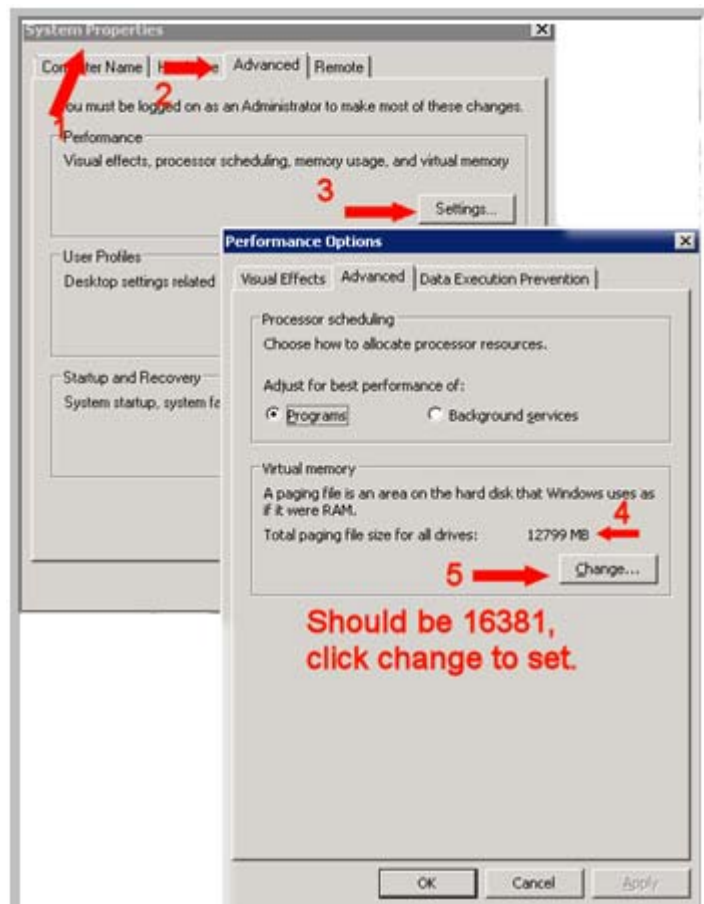 System Properties
Computer Name Advanced Remote
1
2
You must be logged on as an Administrator to make most of these changes.
Performance
Visual effects, processor scheduling, memory usage, and virtual memory
3
Settings...
User Profiles
Desktop settings related
Startup and Recovery
System startup, system fa
Performance Options
Visual Effects Advanced Data Execution Prevention
Processor scheduling
Choose how to allocate processor resources.
Adjust for best performance of:
Programs Background services
Virtual memory
A paging file is an area on the hard disk that Windows uses as
if it were RAM.
Total paging file size for all drives: 12799 MB
4
5
Change...
Should be 16381,
click change to set.
OK Cancel Apply